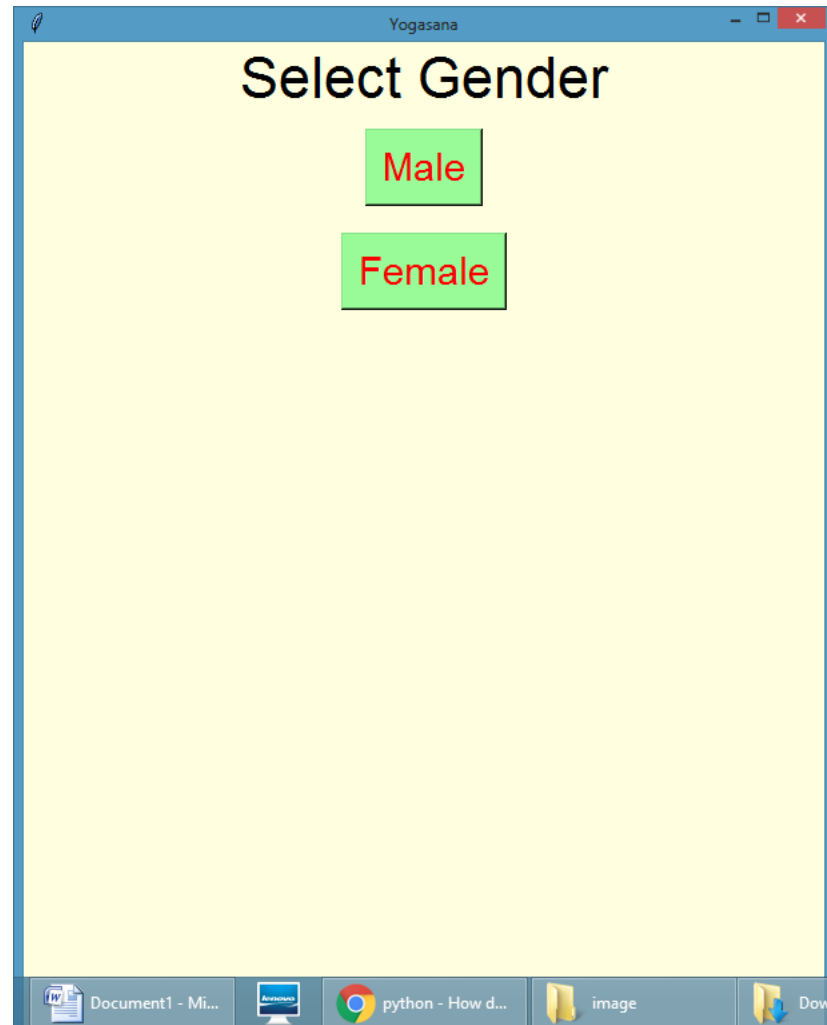 Yogasana
Select Gender
Male
Female
Document1 - Mi...
lenovo
python - How d...
image
Dow